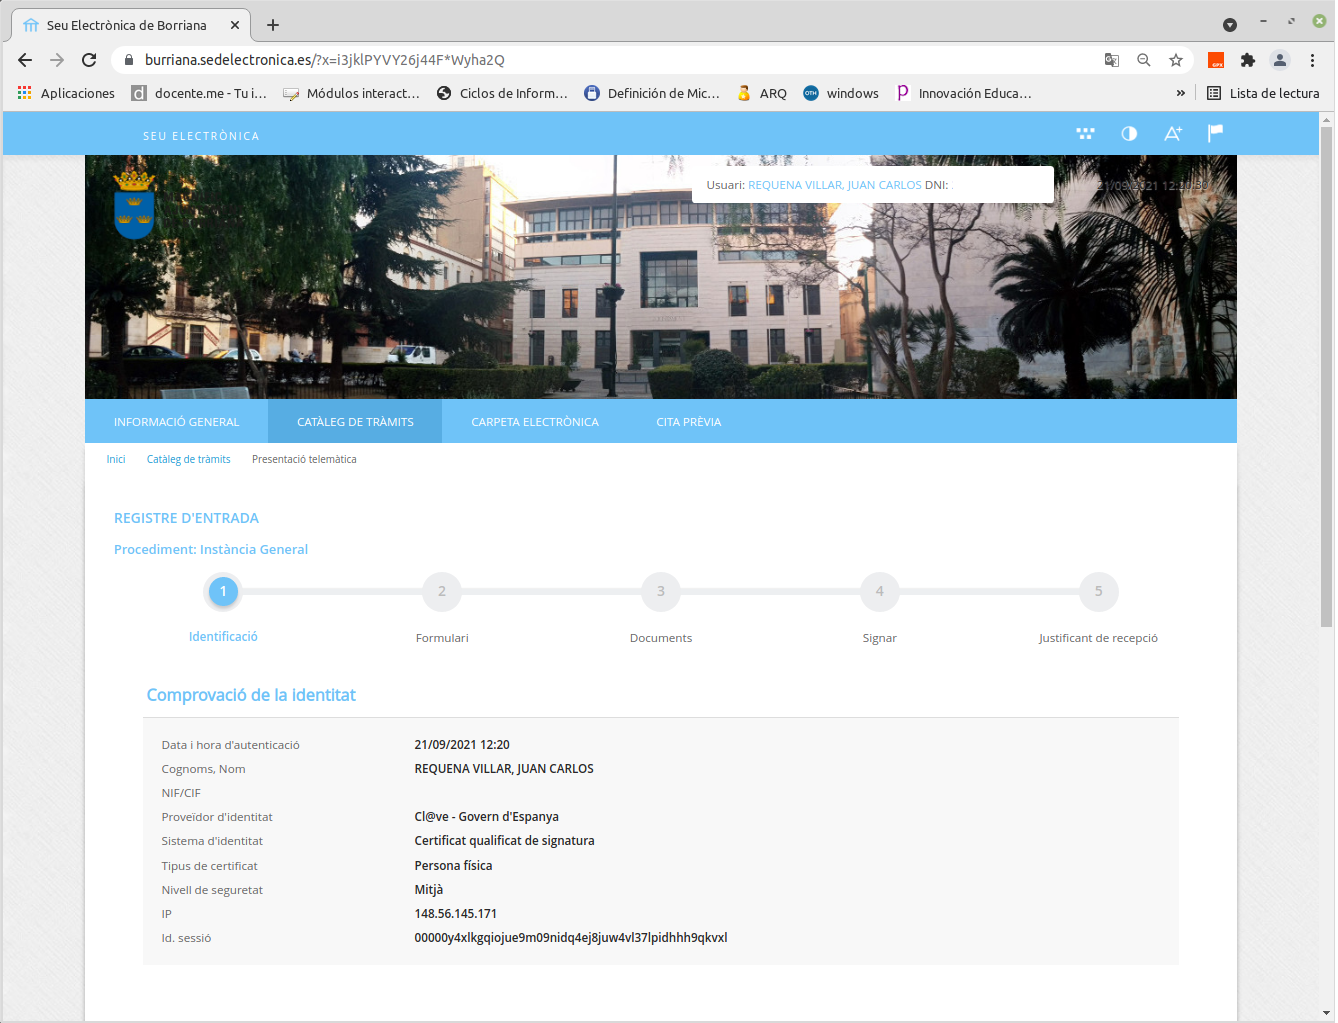 Seu Electrònica de Borriana
burriana.sedelectronica.es/?x=i3jklPYVY26j44F*Wyha2Q
Aplicaciones docente.me - Tu i... Módulos interact... Ciclos de Inform... Definición de Mic... ARQ windows Innovación Educa... » Lista de lectura
SEU ELECTRÒNICA
Usuari: REQUENA VILLAR, JUAN CARLOS DNI:
21/09/2021 12:20:30
INFORMACIÓ GENERAL CATÀLEG DE TRÀMITS CARPETA ELECTRÒNICA CITA PRÈVIA
Inici Catàleg de tràmits Presentació telemàtica
REGISTRE D'ENTRADA
Procediment: Instància General
1 2 3 4 5
Identificació Formulari Documents Signar Justificant de recepció
Comprovació de la identitat
Data i hora d'autenticació 21/09/2021 12:20
Cognoms, Nom REQUENA VILLAR, JUAN CARLOS
NIF/CIF
Proveïdor d'identitat Cl@ve - Govern d'Espanya
Sistema d'identitat Certificat qualificat de signatura
Tipus de certificat Persona física
Nivell de seguretat Mitjà
IP 148.56.145.171
Id. sessió 00000y4xlkgqiojue9m09nidq4ej8juw4vl37lpidhhh9qkvxl